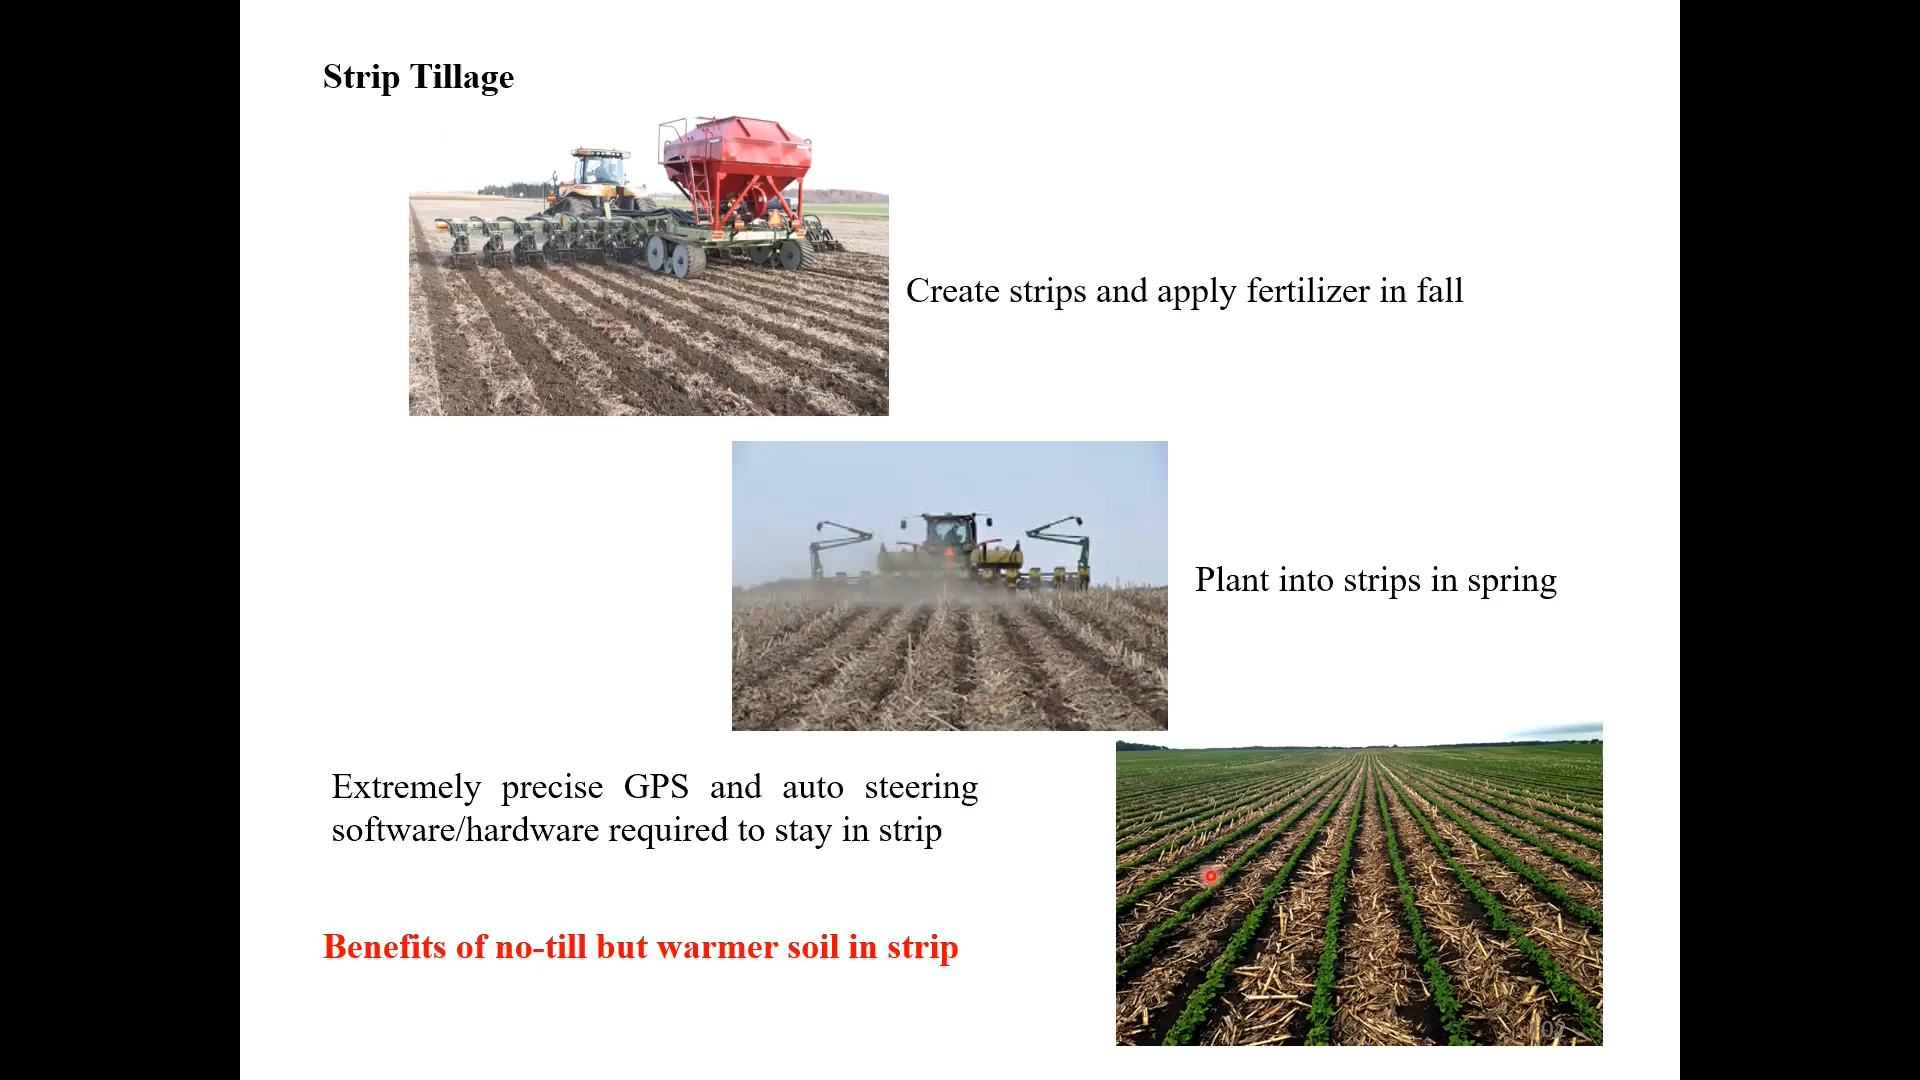 Strip Tillage
Create strips and apply fertilizer in fall
Plant into strips in spring
Extremely precise GPS and auto steering
software/hardware required to stay in strip
Benefits of no-till but warmer soil in strip